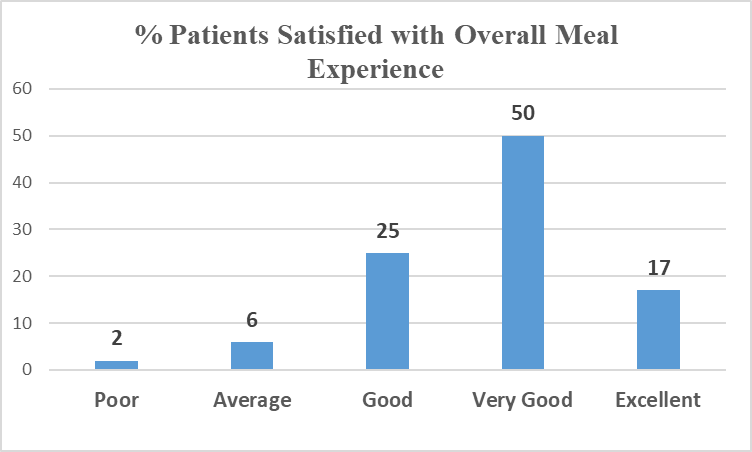 % Patients Satisfied with Overall Meal
Experience
60
50
40
30
20
10
0
2
6
25
50
17
Poor
Average
Good
Very Good
Excellent